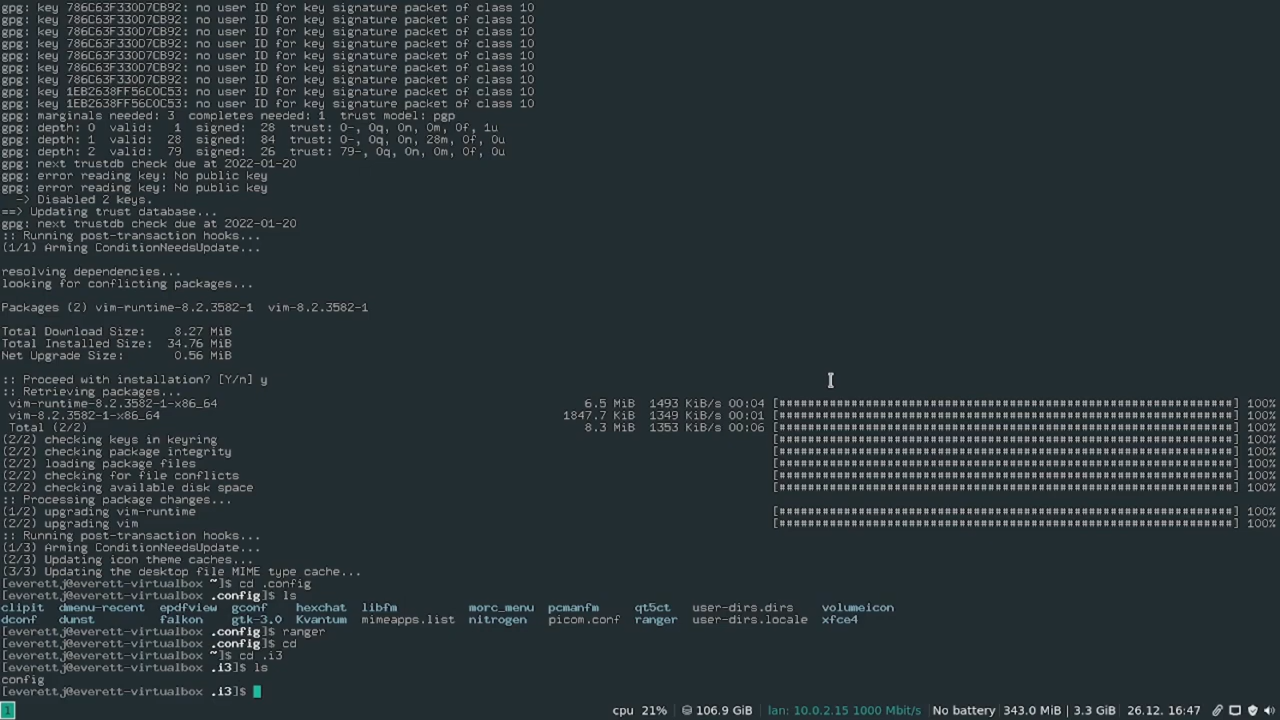 gpg: key 786C63F330D7CB92: no user ID for key signature packet of class 10
gpg: key 786C63F330D7CB92: no user ID for key signature packet of class 10
gpg: key 786C63F330D7CB92: no user ID for key signature packet of class 10
gpg: key 786C63F330D7CB92: no user ID for key signature packet of class 10
gpg: key 786C63F330D7CB92: no user ID for key signature packet of class 10
gpg: key 786C63F330D7CB92: no user ID for key signature packet of class 10
gpg: key 786C63F330D7CB92: no user ID for key signature packet of class 10
gpg: key 1EB2638FF56C0C53: no user ID for key signature packet of class 10
gpg: key 1EB2638FF56C0C53: no user ID for key signature packet of class 10
gpg: marginals needed: 3  completes needed: 1  trust model: pgp
gpg: depth: 0  valid:   1  signed:  28  trust: 0-, 0q, 0n, 0m, 0f, 1u
gpg: depth: 1  valid:  28  signed:  84  trust: 0-, 0q, 0n, 28m, 0f, 0u
gpg: depth: 2  valid:  79  signed:  26  trust: 79-, 0q, 0n, 0m, 0f, 0u
gpg: next trustdb check due at 2022-01-20
gpg: error reading key: No public key
gpg: error reading key: No public key
-> Disabled 2 keys.
==> Updating trust database...
gpg: next trustdb check due at 2022-01-20
:: Running post-transaction hooks...
(1/1) Arming ConditionNeedsUpdate...
resolving dependencies...
looking for conflicting packages...
Packages (2) vim-runtime-8.2.3582-1  vim-8.2.3582-1
Total Download Size:    8.27 MiB
Total Installed Size:  34.76 MiB
Net Upgrade Size:       0.56 MiB
:: Proceed with installation? [Y/n] y
:: Retrieving packages...
vim-runtime-8.2.3582-1-x86_64 6.5 MiB  1493 KiB/s 00:04 [######################################################] 100%
vim-8.2.3582-1-x86_64 1847.7 KiB  1349 KiB/s 00:01 [######################################################] 100%
Total (2/2) 8.3 MiB  1353 KiB/s 00:06 [######################################################] 100%
(2/2) checking keys in keyring [######################################################] 100%
(2/2) checking package integrity [######################################################] 100%
(2/2) loading package files [######################################################] 100%
(2/2) checking for file conflicts [######################################################] 100%
(2/2) checking available disk space [######################################################] 100%
:: Processing package changes...
(1/2) upgrading vim-runtime [######################################################] 100%
(2/2) upgrading vim [######################################################] 100%
:: Running post-transaction hooks...
(1/3) Arming ConditionNeedsUpdate...
(2/3) Updating icon theme caches...
(3/3) Updating the desktop file MIME type cache...
[everettj@everett-virtualbox ~]$ cd .config
[everettj@everett-virtualbox .config]$ ls
clipit  dmenu-recent  epdfview  gconf  hexchat  libfm  morc_menu  pcmanfm  qt5ct  user-dirs.dirs  volumeicon
dconf  dunst  falkon  gtk-3.0  Kvantum  mimeapps.list  nitrogen  picom.conf  ranger  user-dirs.locale  xfce4
[everettj@everett-virtualbox .config]$ ranger
[everettj@everett-virtualbox .config]$ cd
[everettj@everett-virtualbox ~]$ cd .i3
[everettj@everett-virtualbox .i3]$ ls
config
[everettj@everett-virtualbox .i3]$
1 cpu 21% 106.9 GiB lan: 10.0.2.15 1000 Mbit/s No battery 343.0 MiB | 3.3 GiB 26.12. 16:47